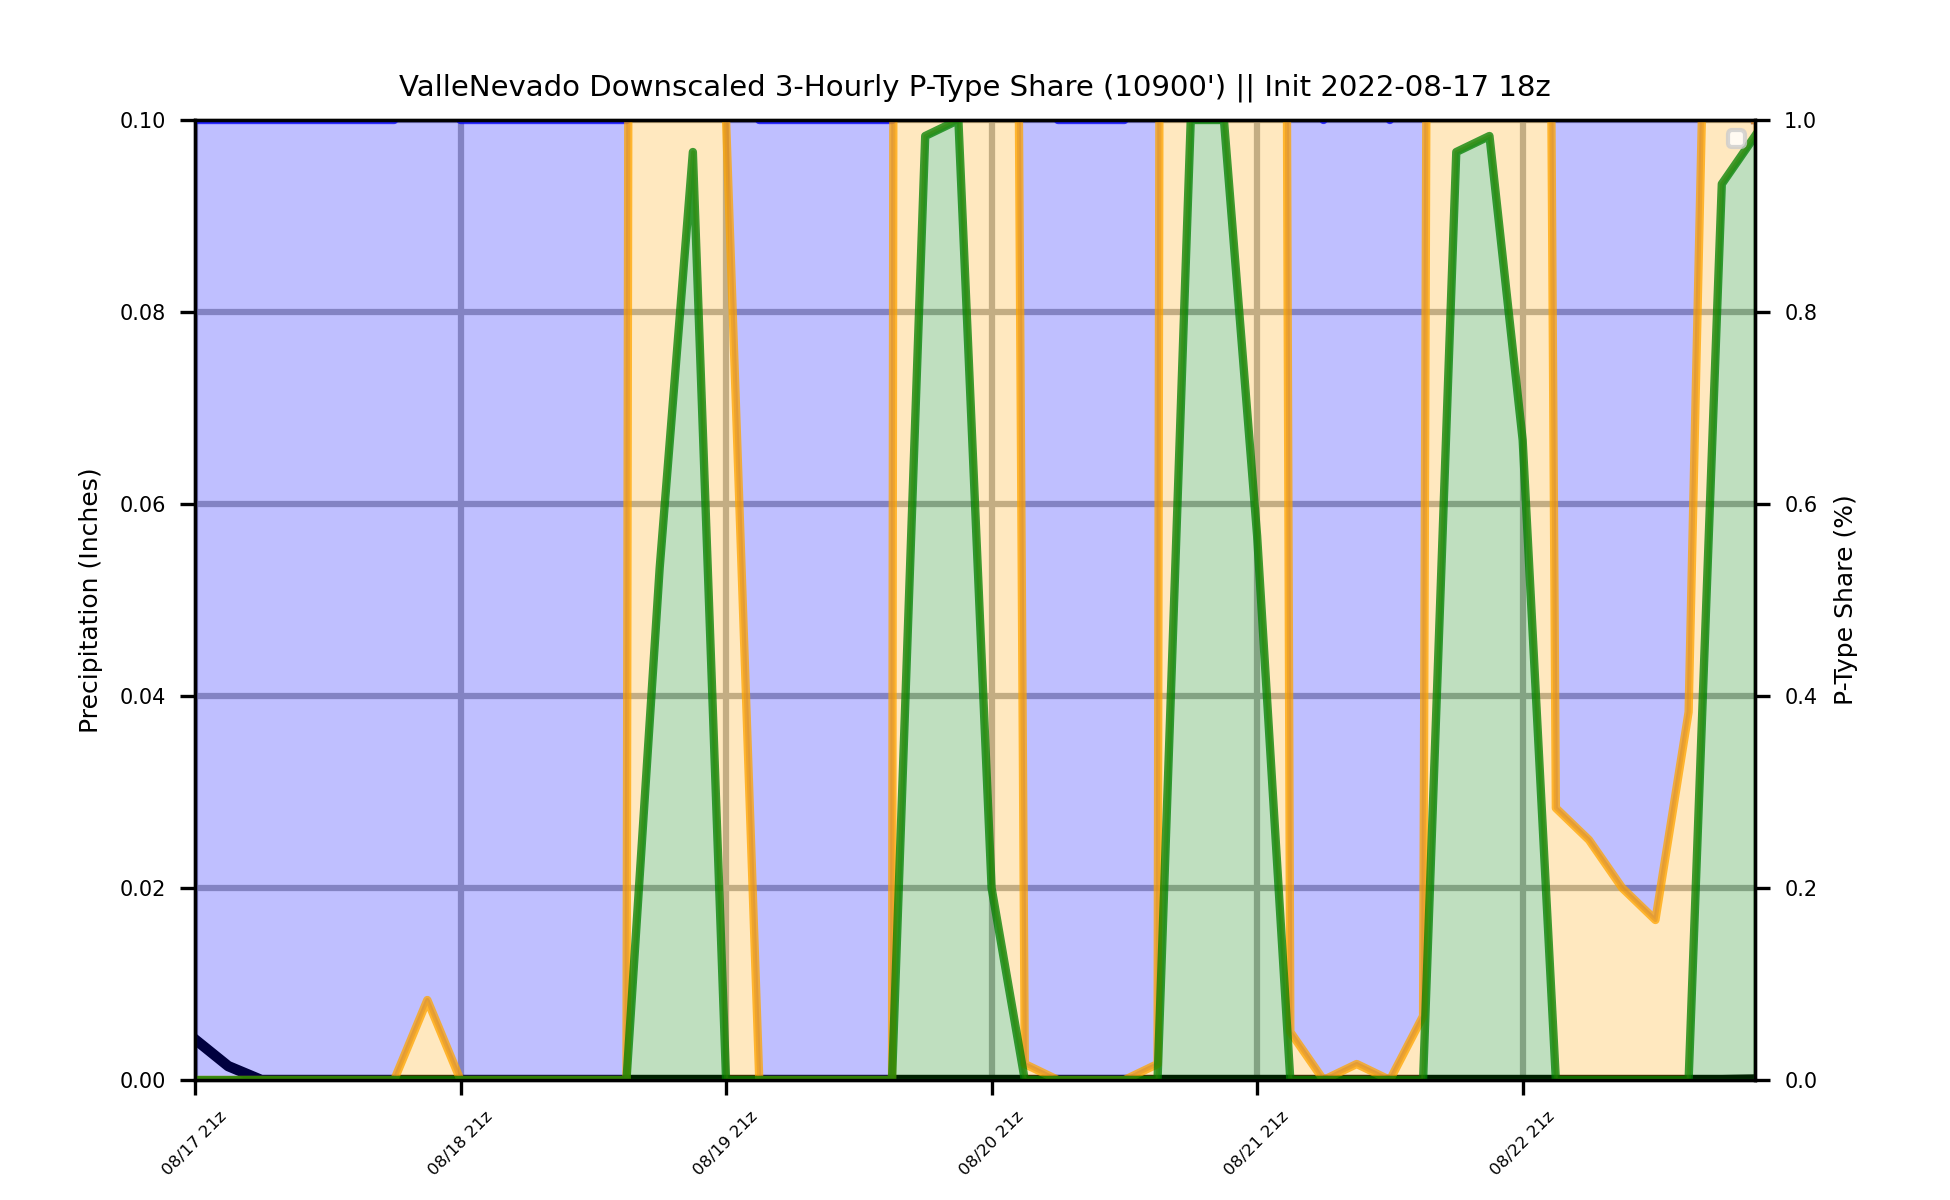 ValleNevado Downscaled 3-Hourly P-Type Share (10900') || Init 2022-08-17 18z
Precipitation (Inches)
0.10
0.08
0.06
0.04
0.02
0.00
1.0
0.8
0.6
0.4
0.2
0.0
P-Type Share (%)
08/17 21z
08/18 21z
08/19 21z
08/20 21z
08/21 21z
08/22 21z